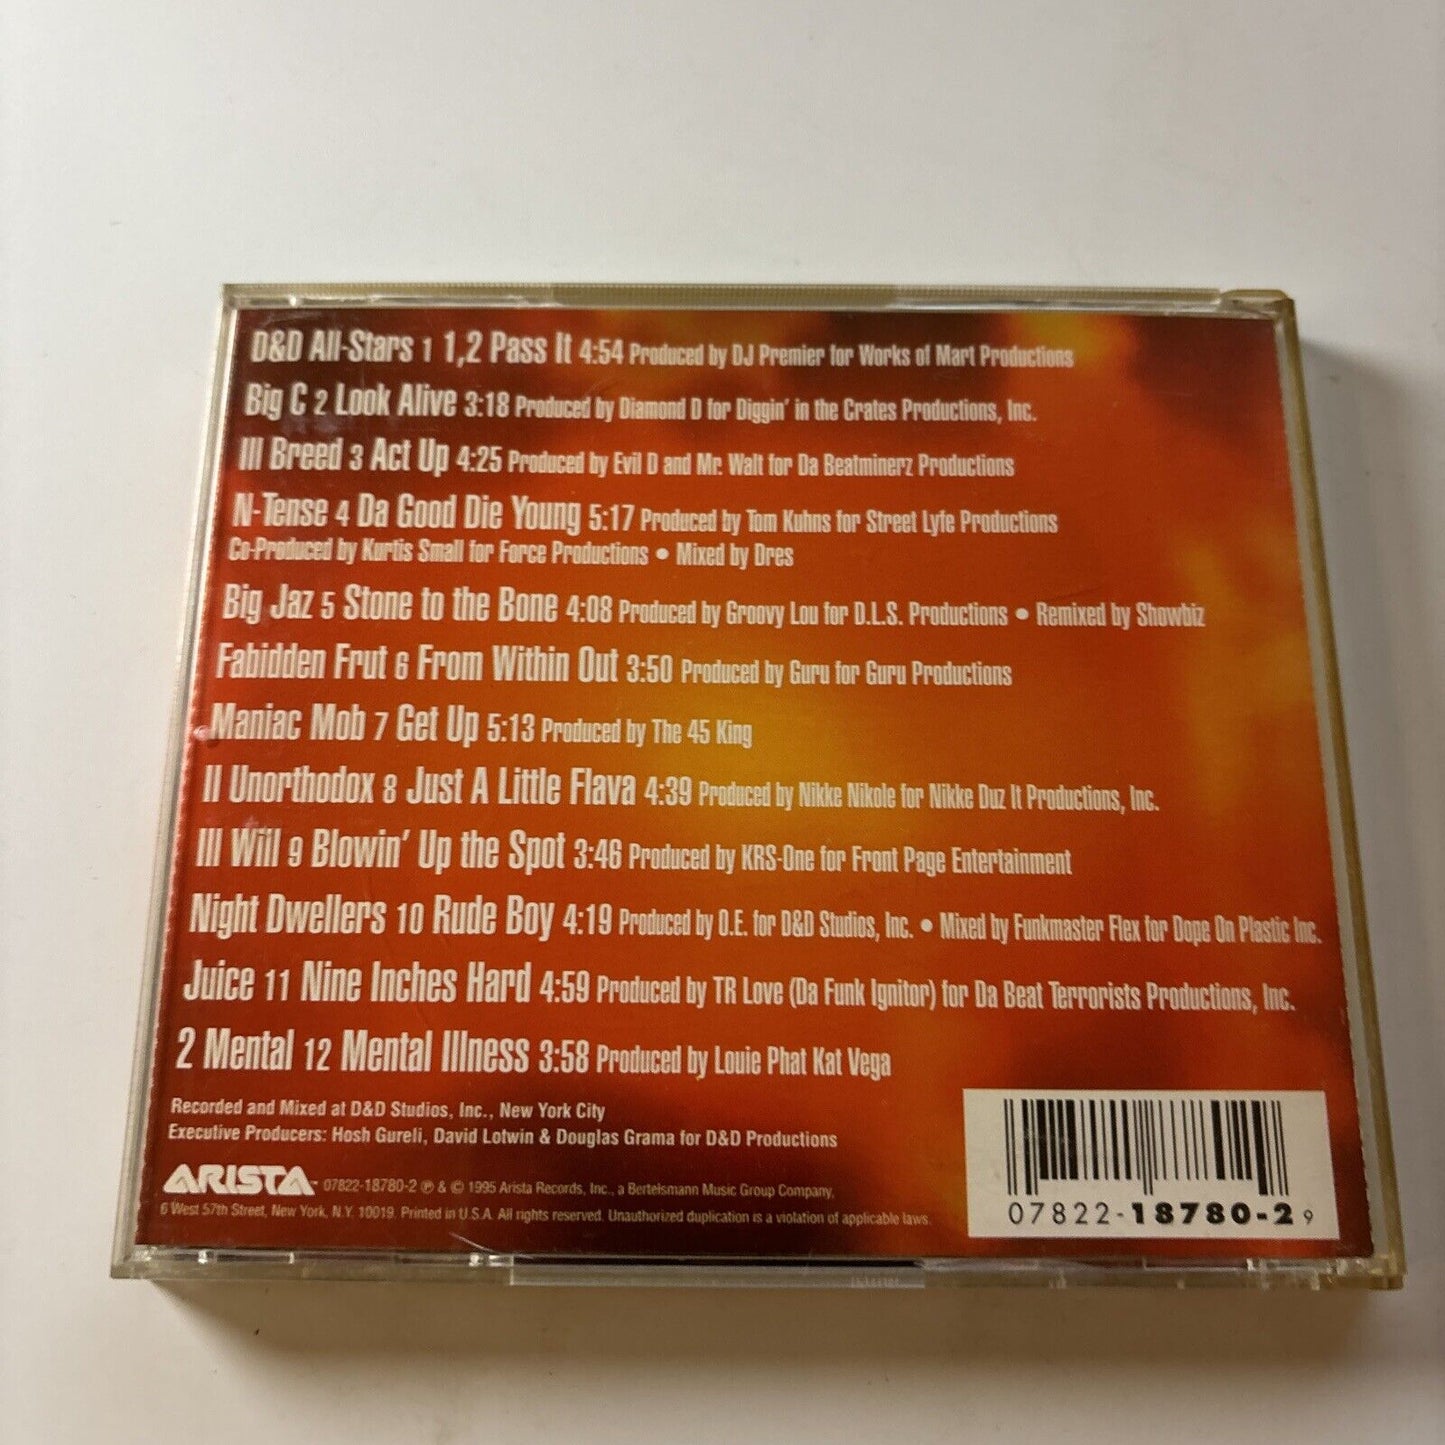 D&D All-Stars 1 1,2 Pass It 4:54 Produced by DJ Premier for Works of Mart Productions
Big C 2 Look Alive 3:18 Produced by Diamond D for Diggin' in the Crates Productions, Inc.
Ill Breed 3 Act Up 4:25 Produced by Evil D and Mr. Walt for Da Beatminerz Productions
N-Tense 4 Da Good Die Young 5:17 Produced by Tom Kuhns for Street Lyfe Productions
Co-Produced by Kurtis Small for Force Productions • Mixed by Dres
Big Jaz 5 Stone to the Bone 4:08 Produced by Groovy Lou for D.L.S. Productions • Remixed by Showbiz
Fabidden Frut 6 From Within Out 3:50 Produced by Guru for Guru Productions
Maniac Mob 7 Get Up 5:13 Produced by The 45 King
II Unorthodox 8 Just A Little Flava 4:39 Produced by Nikke Nikole for Nikke Duz It Productions, Inc.
Ill Will 9 Blowin' Up the Spot 3:46 Produced by KRS-One for Front Page Entertainment
Night Dwellers 10 Rude Boy 4:19 Produced by O.E. for D&D Studios, Inc. • Mixed by Funkmaster Flex for Dope On Plastic Inc.
Juice 11 Nine Inches Hard 4:59 Produced by TR Love (Da Funk Ignitor) for Da Beat Terrorists Productions, Inc.
2 Mental 12 Mental Illness 3:58 Produced by Louie Phat Kat Vega
Recorded and Mixed at D&D Studios, Inc., New York City
Executive Producers: Hosh Gureli, David Lotwin & Douglas Grama for D&D Productions
ARISTA™ 07822-18780-2 ℗ & © 1995 Arista Records, Inc., a Bertelsmann Music Group Company,
6 West 57th Street, New York, N.Y. 10019. Printed in U.S.A. All rights reserved. Unauthorized duplication is a violation of applicable laws.
07822-18780-2 9